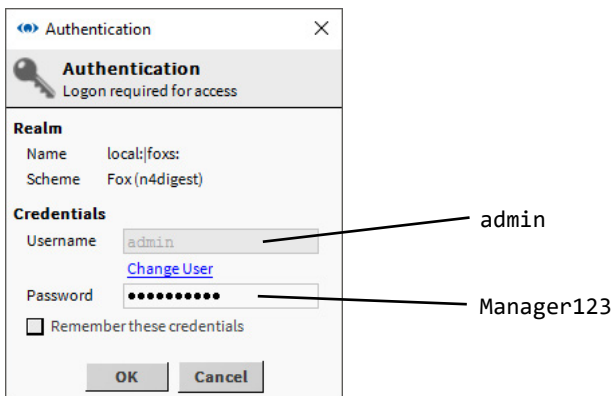 Authentication
Authentication
Logon required for access
Realm
Name local:|foxs:
Scheme Fox (n4digest)
Credentials
Username admin
admin
Change User
Password ●●●●●●●●●●
Manager123
Remember these credentials
OK Cancel